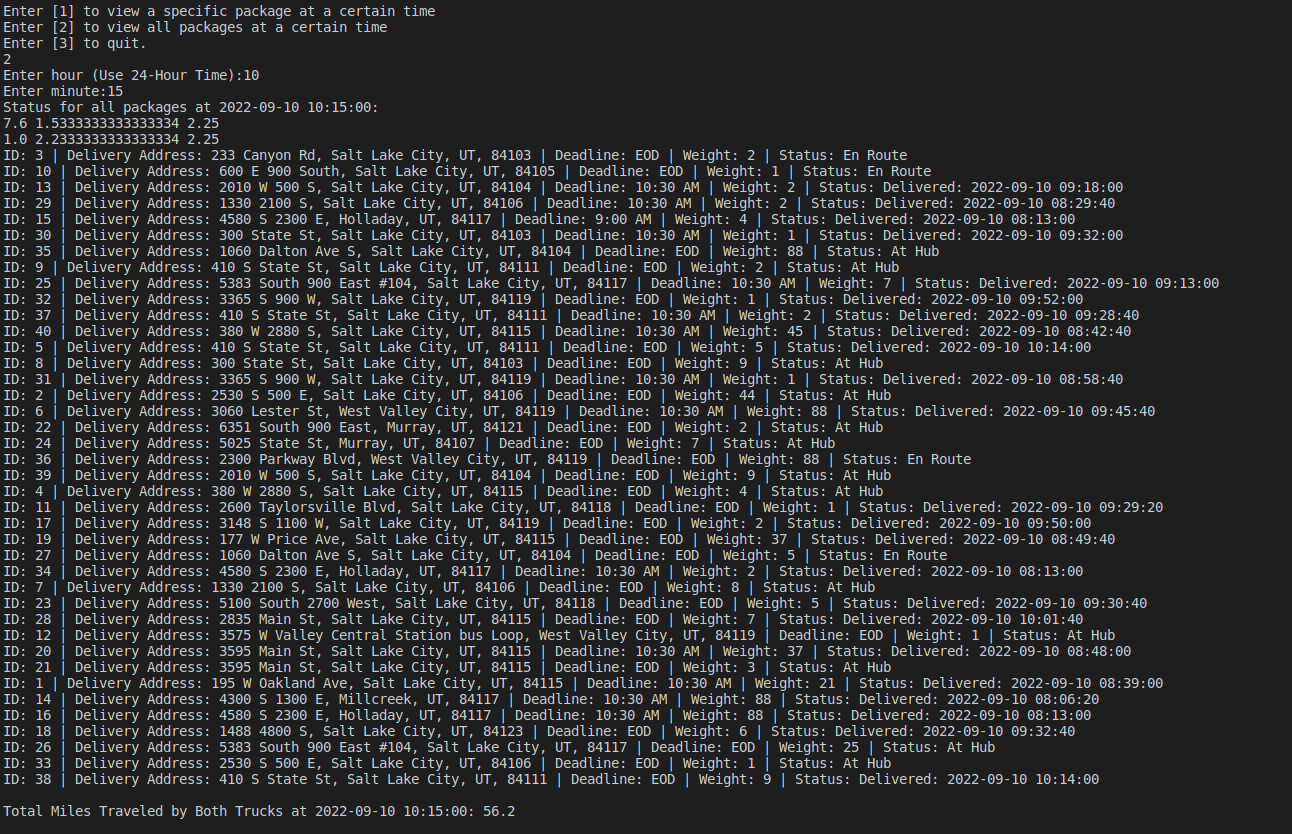 Enter [1] to view a specific package at a certain time
Enter [2] to view all packages at a certain time
Enter [3] to quit.
2
Enter hour (Use 24-Hour Time):10
Enter minute:15
Status for all packages at 2022-09-10 10:15:00:
7.6 1.5333333333333334 2.25
1.0 2.2333333333333334 2.25
ID: 3 | Delivery Address: 233 Canyon Rd, Salt Lake City, UT, 84103 | Deadline: EOD | Weight: 2 | Status: En Route
ID: 10 | Delivery Address: 600 E 900 South, Salt Lake City, UT, 84105 | Deadline: EOD | Weight: 1 | Status: En Route
ID: 13 | Delivery Address: 2010 W 500 S, Salt Lake City, UT, 84104 | Deadline: 10:30 AM | Weight: 2 | Status: Delivered: 2022-09-10 09:18:00
ID: 29 | Delivery Address: 1330 2100 S, Salt Lake City, UT, 84106 | Deadline: 10:30 AM | Weight: 2 | Status: Delivered: 2022-09-10 08:29:40
ID: 15 | Delivery Address: 4580 S 2300 E, Holladay, UT, 84117 | Deadline: 9:00 AM | Weight: 4 | Status: Delivered: 2022-09-10 08:13:00
ID: 30 | Delivery Address: 300 State St, Salt Lake City, UT, 84103 | Deadline: 10:30 AM | Weight: 1 | Status: Delivered: 2022-09-10 09:32:00
ID: 35 | Delivery Address: 1060 Dalton Ave S, Salt Lake City, UT, 84104 | Deadline: EOD | Weight: 88 | Status: At Hub
ID: 9 | Delivery Address: 410 S State St, Salt Lake City, UT, 84111 | Deadline: EOD | Weight: 2 | Status: At Hub
ID: 25 | Delivery Address: 5383 South 900 East #104, Salt Lake City, UT, 84117 | Deadline: 10:30 AM | Weight: 7 | Status: Delivered: 2022-09-10 09:13:00
ID: 32 | Delivery Address: 3365 S 900 W, Salt Lake City, UT, 84119 | Deadline: EOD | Weight: 1 | Status: Delivered: 2022-09-10 09:52:00
ID: 37 | Delivery Address: 410 S State St, Salt Lake City, UT, 84111 | Deadline: 10:30 AM | Weight: 2 | Status: Delivered: 2022-09-10 09:28:40
ID: 40 | Delivery Address: 380 W 2880 S, Salt Lake City, UT, 84115 | Deadline: 10:30 AM | Weight: 45 | Status: Delivered: 2022-09-10 08:42:40
ID: 5 | Delivery Address: 410 S State St, Salt Lake City, UT, 84111 | Deadline: EOD | Weight: 5 | Status: Delivered: 2022-09-10 10:14:00
ID: 8 | Delivery Address: 300 State St, Salt Lake City, UT, 84103 | Deadline: EOD | Weight: 9 | Status: At Hub
ID: 31 | Delivery Address: 3365 S 900 W, Salt Lake City, UT, 84119 | Deadline: 10:30 AM | Weight: 1 | Status: Delivered: 2022-09-10 08:58:40
ID: 2 | Delivery Address: 2530 S 500 E, Salt Lake City, UT, 84106 | Deadline: EOD | Weight: 44 | Status: At Hub
ID: 6 | Delivery Address: 3060 Lester St, West Valley City, UT, 84119 | Deadline: 10:30 AM | Weight: 88 | Status: Delivered: 2022-09-10 09:45:40
ID: 22 | Delivery Address: 6351 South 900 East, Murray, UT, 84121 | Deadline: EOD | Weight: 2 | Status: At Hub
ID: 24 | Delivery Address: 5025 State St, Murray, UT, 84107 | Deadline: EOD | Weight: 7 | Status: At Hub
ID: 36 | Delivery Address: 2300 Parkway Blvd, West Valley City, UT, 84119 | Deadline: EOD | Weight: 88 | Status: En Route
ID: 39 | Delivery Address: 2010 W 500 S, Salt Lake City, UT, 84104 | Deadline: EOD | Weight: 9 | Status: At Hub
ID: 4 | Delivery Address: 380 W 2880 S, Salt Lake City, UT, 84115 | Deadline: EOD | Weight: 4 | Status: At Hub
ID: 11 | Delivery Address: 2600 Taylorsville Blvd, Salt Lake City, UT, 84118 | Deadline: EOD | Weight: 1 | Status: Delivered: 2022-09-10 09:29:20
ID: 17 | Delivery Address: 3148 S 1100 W, Salt Lake City, UT, 84119 | Deadline: EOD | Weight: 2 | Status: Delivered: 2022-09-10 09:50:00
ID: 19 | Delivery Address: 177 W Price Ave, Salt Lake City, UT, 84115 | Deadline: EOD | Weight: 37 | Status: Delivered: 2022-09-10 08:49:40
ID: 27 | Delivery Address: 1060 Dalton Ave S, Salt Lake City, UT, 84104 | Deadline: EOD | Weight: 5 | Status: En Route
ID: 34 | Delivery Address: 4580 S 2300 E, Holladay, UT, 84117 | Deadline: 10:30 AM | Weight: 2 | Status: Delivered: 2022-09-10 08:13:00
ID: 7 | Delivery Address: 1330 2100 S, Salt Lake City, UT, 84106 | Deadline: EOD | Weight: 8 | Status: At Hub
ID: 23 | Delivery Address: 5100 South 2700 West, Salt Lake City, UT, 84118 | Deadline: EOD | Weight: 5 | Status: Delivered: 2022-09-10 09:30:40
ID: 28 | Delivery Address: 2835 Main St, Salt Lake City, UT, 84115 | Deadline: EOD | Weight: 7 | Status: Delivered: 2022-09-10 10:01:40
ID: 12 | Delivery Address: 3575 W Valley Central Station bus Loop, West Valley City, UT, 84119 | Deadline: EOD | Weight: 1 | Status: At Hub
ID: 20 | Delivery Address: 3595 Main St, Salt Lake City, UT, 84115 | Deadline: 10:30 AM | Weight: 37 | Status: Delivered: 2022-09-10 08:48:00
ID: 21 | Delivery Address: 3595 Main St, Salt Lake City, UT, 84115 | Deadline: EOD | Weight: 3 | Status: At Hub
ID: 1 | Delivery Address: 195 W Oakland Ave, Salt Lake City, UT, 84115 | Deadline: 10:30 AM | Weight: 21 | Status: Delivered: 2022-09-10 08:39:00
ID: 14 | Delivery Address: 4300 S 1300 E, Millcreek, UT, 84117 | Deadline: 10:30 AM | Weight: 88 | Status: Delivered: 2022-09-10 08:06:20
ID: 16 | Delivery Address: 4580 S 2300 E, Holladay, UT, 84117 | Deadline: 10:30 AM | Weight: 88 | Status: Delivered: 2022-09-10 08:13:00
ID: 18 | Delivery Address: 1488 4800 S, Salt Lake City, UT, 84123 | Deadline: EOD | Weight: 6 | Status: Delivered: 2022-09-10 09:32:40
ID: 26 | Delivery Address: 5383 South 900 East #104, Salt Lake City, UT, 84117 | Deadline: EOD | Weight: 25 | Status: At Hub
ID: 33 | Delivery Address: 2530 S 500 E, Salt Lake City, UT, 84106 | Deadline: EOD | Weight: 1 | Status: At Hub
ID: 38 | Delivery Address: 410 S State St, Salt Lake City, UT, 84111 | Deadline: EOD | Weight: 9 | Status: Delivered: 2022-09-10 10:14:00
Total Miles Traveled by Both Trucks at 2022-09-10 10:15:00: 56.2